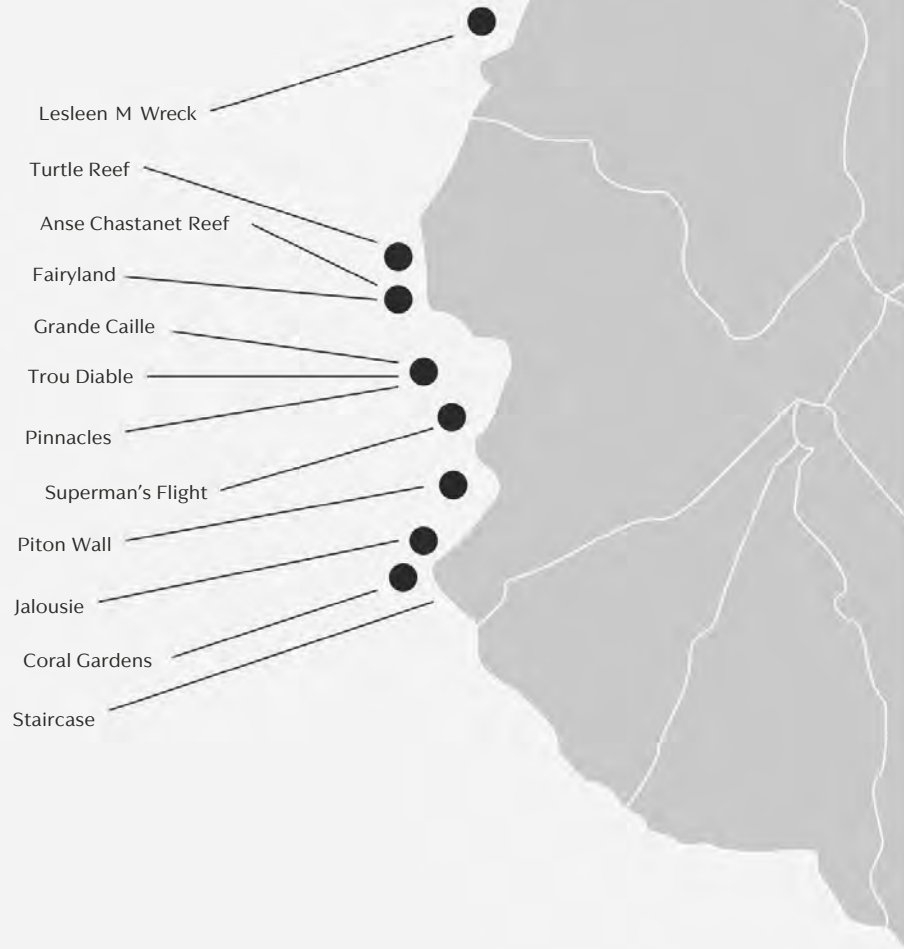 Lesleen M Wreck
Turtle Reef
Anse Chastanet Reef
Fairyland
Grande Caille
Trou Diable
Pinnacles
Superman's Flight
Piton Wall
Jalousie
Coral Gardens
Staircase